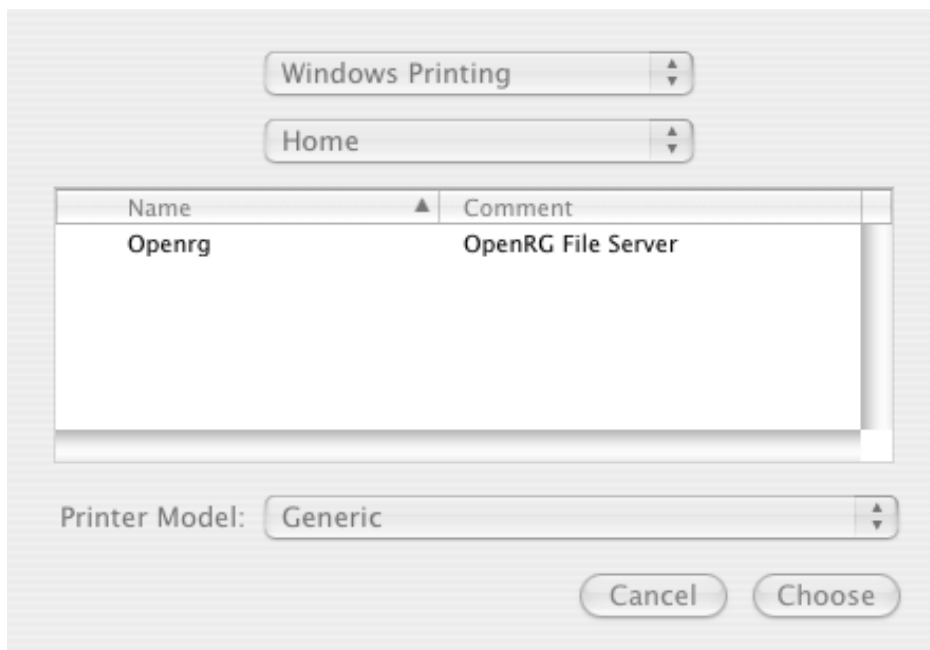 Windows Printing
Home
Name Comment
Openrg OpenRG File Server
Printer Model: Generic
Cancel Choose